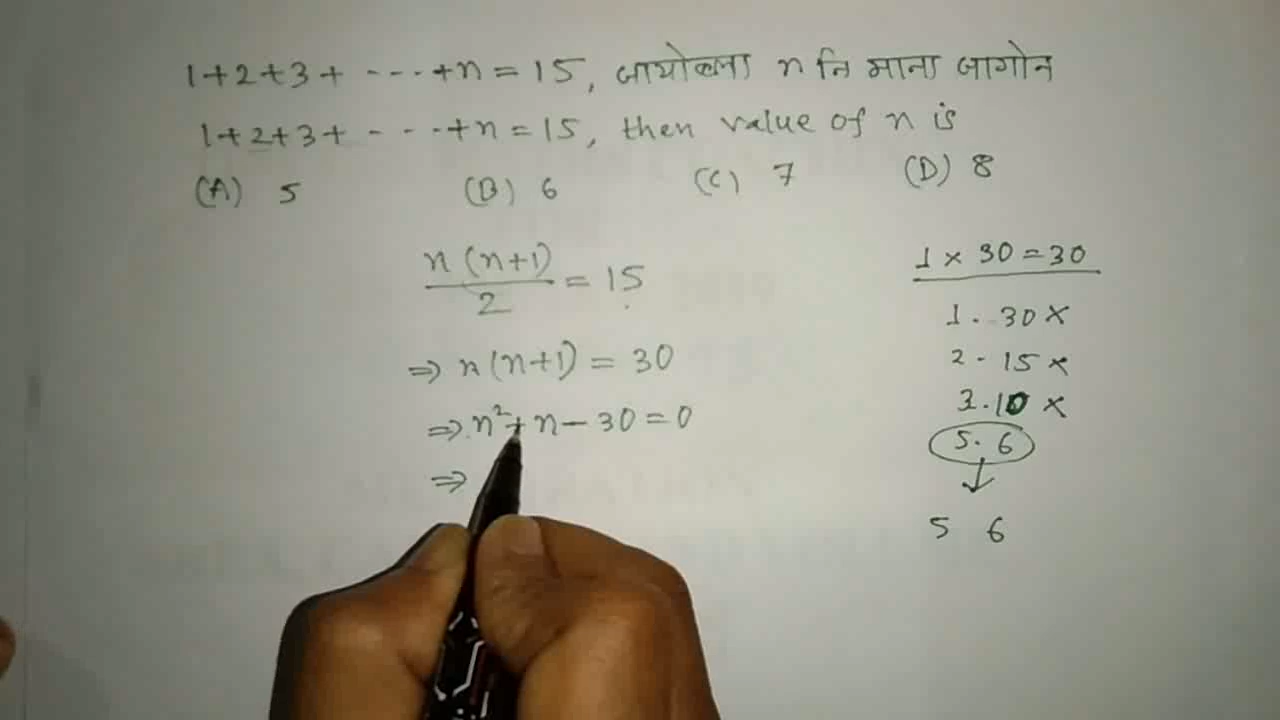 1+2+3+ ----+n = 15, जायोब्ला n नि माना जागोन
1+2+3+ ----+n = 15, then value of n is
(A) 5 (B) 6 (C) 7 (D) 8
n(n+1)/2 = 15
⇒ n(n+1) = 30
⇒ n²+n-30=0
⇒
1 × 30 = 30
1. 30 ×
2 - 15 ×
3.10 ×
5.6
↓
5 6